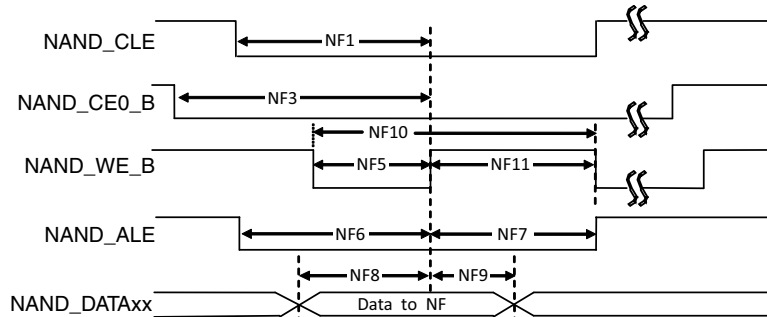 NAND_CLE
NF1
NAND_CE0_B
NF3
NF10
NAND_WE_B
NF5
NF11
NAND_ALE
NF6
NF7
NF8
NF9
NAND_DATAxx
Data to NF